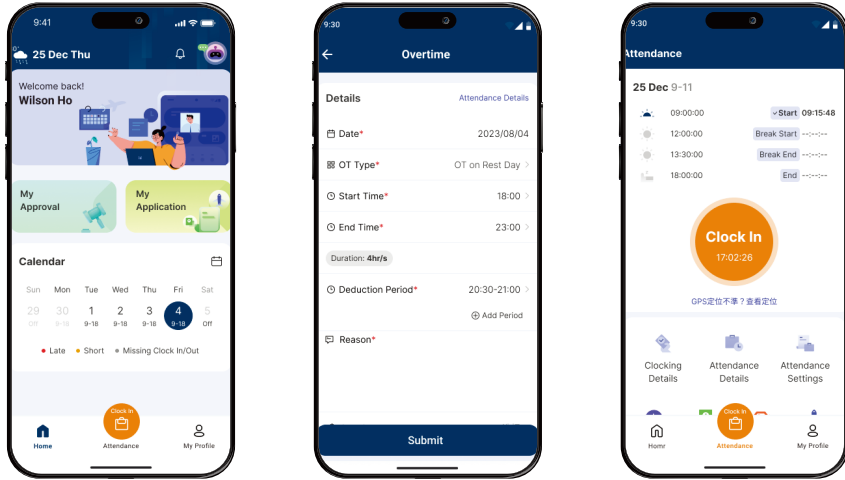 9:41
25 Dec Thu
Welcome back!
Wilson Ho
My
Approval
My
Application
Calendar
Sun Mon Tue Wed Thu Fri Sat
29 30 1 2 3 4 5
Off 9-18 9-18 9-18 9-18 9-18 Off
Late Short Missing Clock In/Out
Clock In
Home Attendance My Profile
9:30
Overtime
Details Attendance Details
Date* 2023/08/04
OT Type* OT on Rest Day
Start Time* 18:00
End Time* 23:00
Duration: 4hr/s
Deduction Period* 20:30-21:00
Add Period
Reason*
Submit
9:30
Attendance
25 Dec 9-11
09:00:00 Start 09:15:48
12:00:00 Break Start --:--:--
13:30:00 Break End --:--:--
18:00:00 End --:--:--
Clock In
17:02:26
GPS定位不準？查看定位
Clocking
Details
Attendance
Details
Attendance
Settings
Clock In
Homr Attendance My Profile